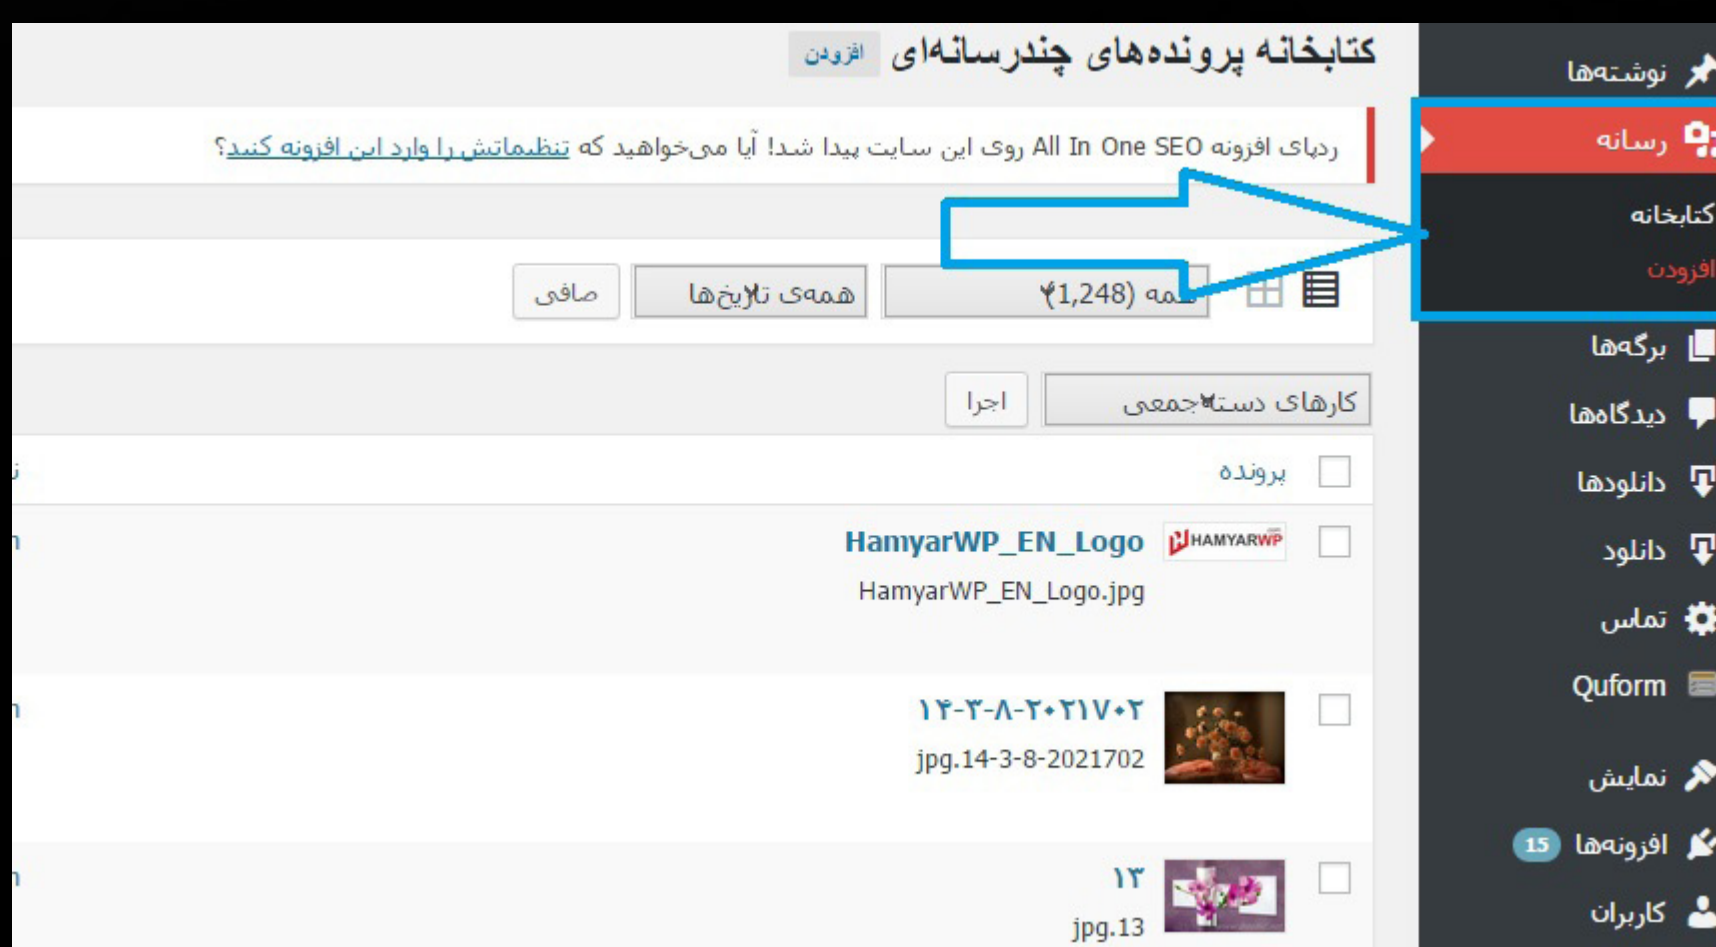 نوشته‌ها
رسانه
کتابخانه
افزودن
برگه‌ها
دیدگاه‌ها
دانلودها
دانلود
تماس
Quform
نمایش
افزونه‌ها 15
کاربران
کتابخانه پرونده‌های چندرسانه‌ای افزودن
ردپای افزونه All In One SEO روی این سایت پیدا شد! آیا می‌خواهید که تنظیماتش را وارد این افزونه کنید؟
همه (1,248) همه‌ی تاریخ‌ها صافی
کارهای دسته‌جمعی اجرا
پرونده
HAMYARWP HamyarWP_EN_Logo
HamyarWP_EN_Logo.jpg
۱۴-۳-۸-۲۰۲۱۷۰۲
jpg.14-3-8-2021702
۱۳
jpg.13